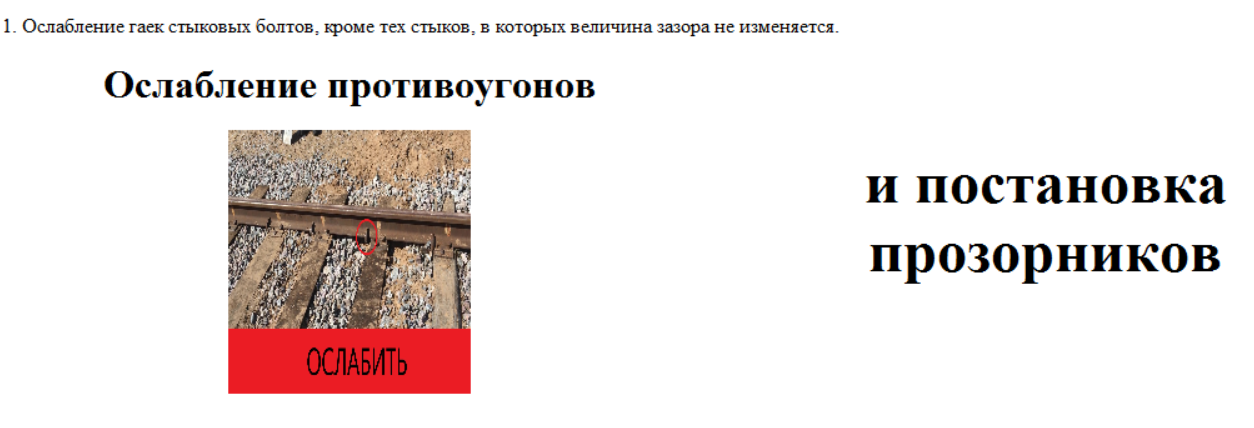 1. Ослабление гаек стыковых болтов, кроме тех стыков, в которых величина зазора не изменяется.
Ослабление противоугонов
ОСЛАБИТЬ
и постановка
прозорников